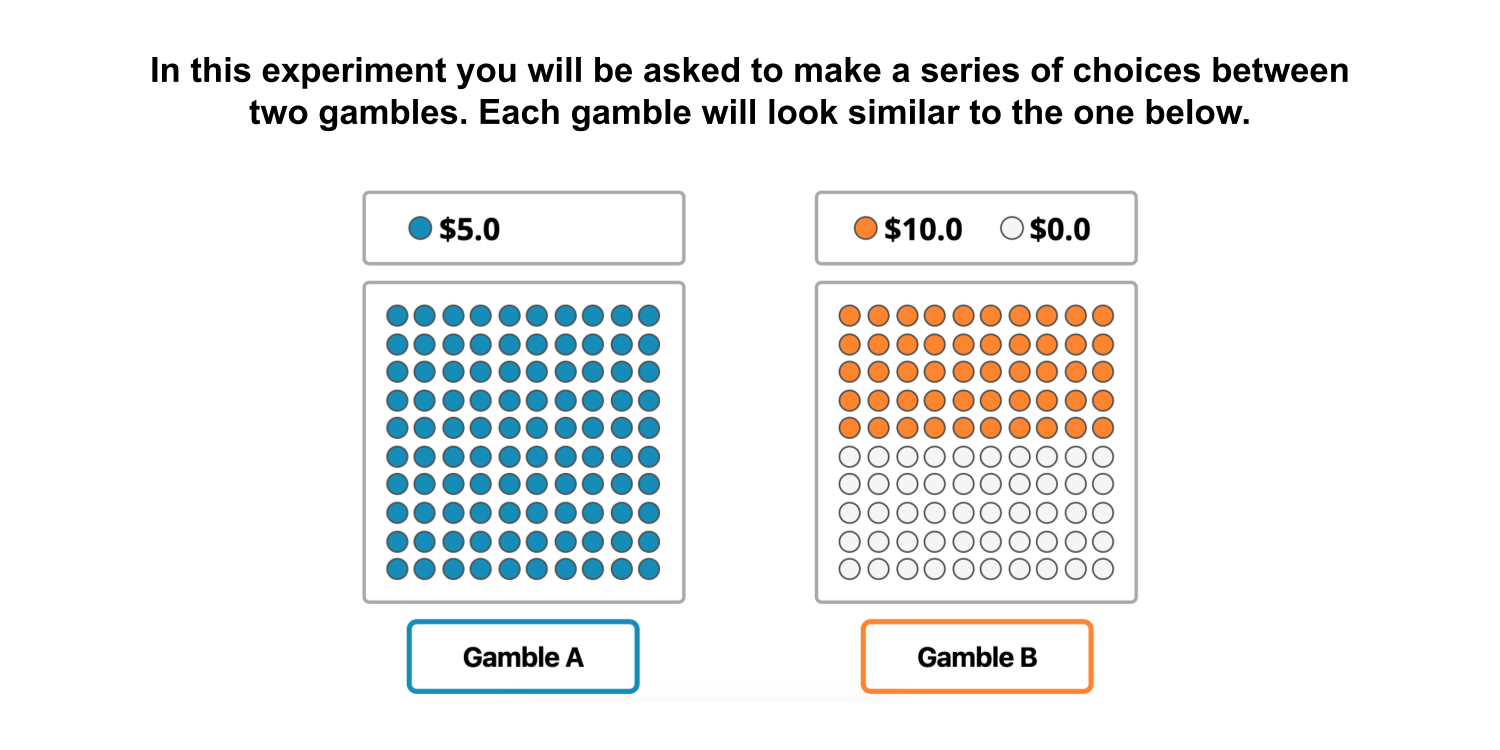 In this experiment you will be asked to make a series of choices between
two gambles. Each gamble will look similar to the one below.
$5.0
$10.0 $0.0
Gamble A
Gamble B